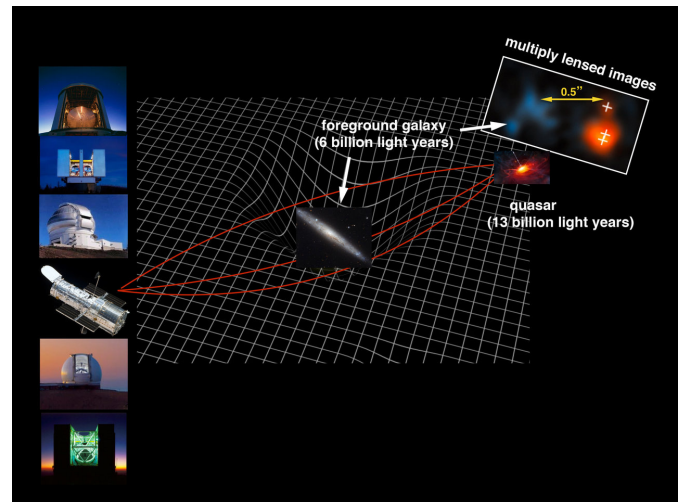 multiply lensed images
0.5”
foreground galaxy
(6 billion light years)
quasar
(13 billion light years)